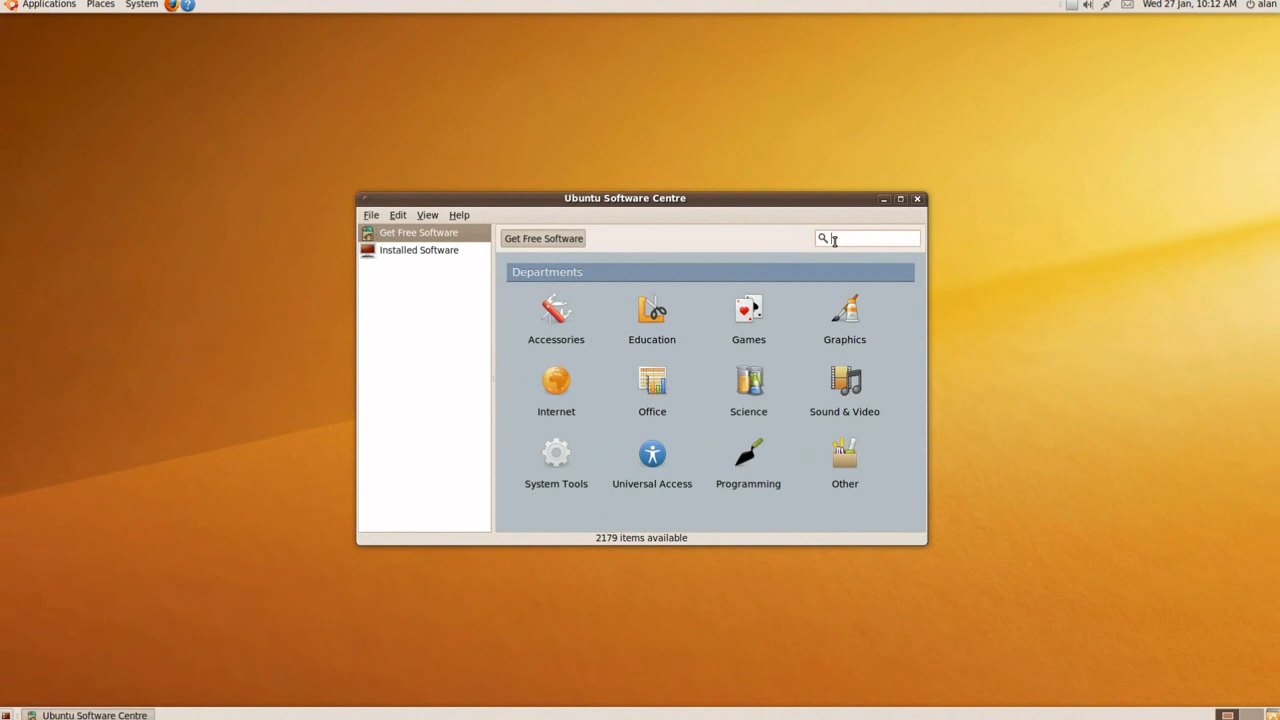 Applications Places System Wed 27 Jan, 10:12 AM alan
Ubuntu Software Centre
File Edit View Help
Get Free Software
Installed Software
Get Free Software
Departments
Accessories Education Games Graphics
Internet Office Science Sound & Video
System Tools Universal Access Programming Other
2179 items available
Ubuntu Software Centre